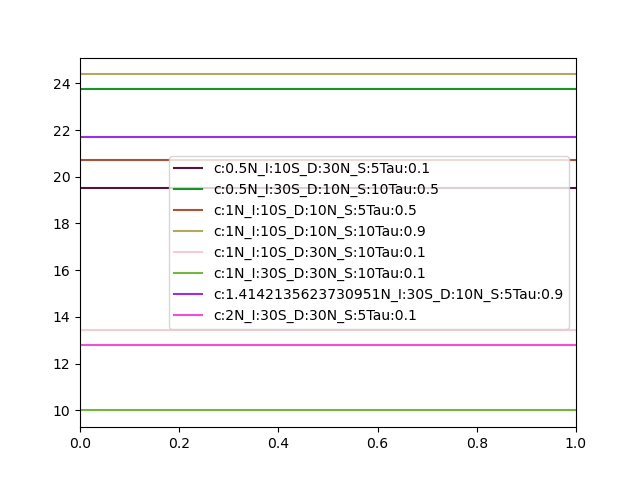 24
22
20
18
16
14
12
10
c:0.5N_I:10S_D:30N_S:5Tau:0.1
c:0.5N_I:30S_D:10N_S:10Tau:0.5
c:1N_I:10S_D:10N_S:5Tau:0.5
c:1N_I:10S_D:10N_S:10Tau:0.9
c:1N_I:10S_D:30N_S:10Tau:0.1
c:1N_I:30S_D:30N_S:10Tau:0.1
c:1.4142135623730951N_I:30S_D:10N_S:5Tau:0.9
c:2N_I:30S_D:30N_S:5Tau:0.1
0.0 0.2 0.4 0.6 0.8 1.0